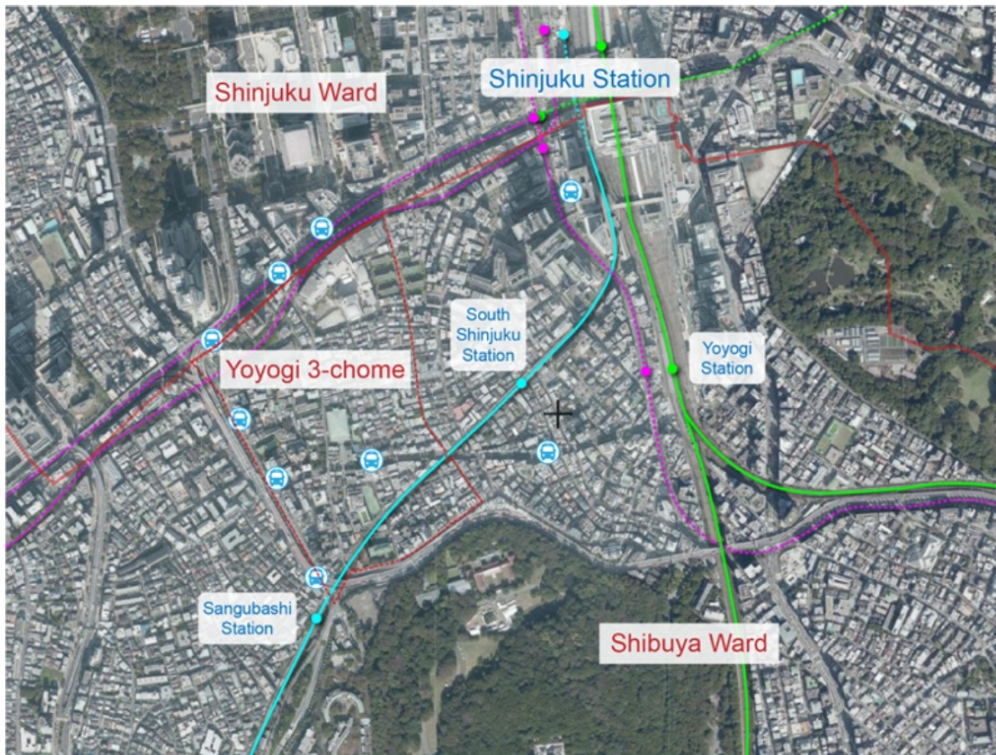 Shinjuku Ward
Shinjuku Station
South
Shinjuku
Station
Yoyogi
Station
Yoyogi 3-chome
Sangubashi
Station
Shibuya Ward